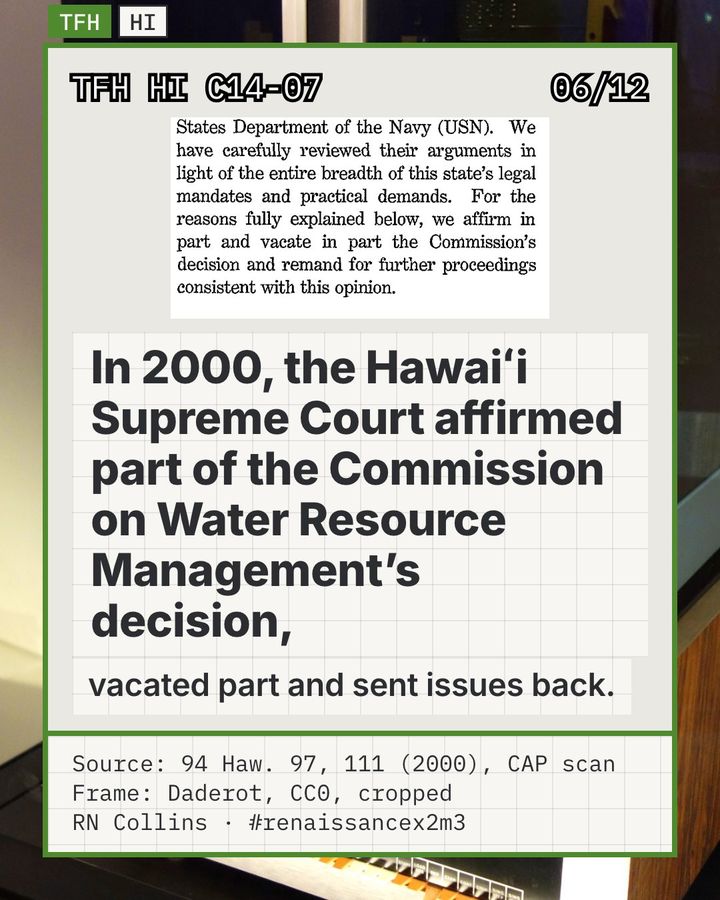 TFH HI
TFH HI C14-07 06/12
States Department of the Navy (USN). We
have carefully reviewed their arguments in
light of the entire breadth of this state's legal
mandates and practical demands. For the
reasons fully explained below, we affirm in
part and vacate in part the Commission's
decision and remand for further proceedings
consistent with this opinion.
In 2000, the Hawaiʻi
Supreme Court affirmed
part of the Commission
on Water Resource
Management’s
decision,
vacated part and sent issues back.
Source: 94 Haw. 97, 111 (2000), CAP scan
Frame: Daderot, CC0, cropped
RN Collins · #renaissancex2m3